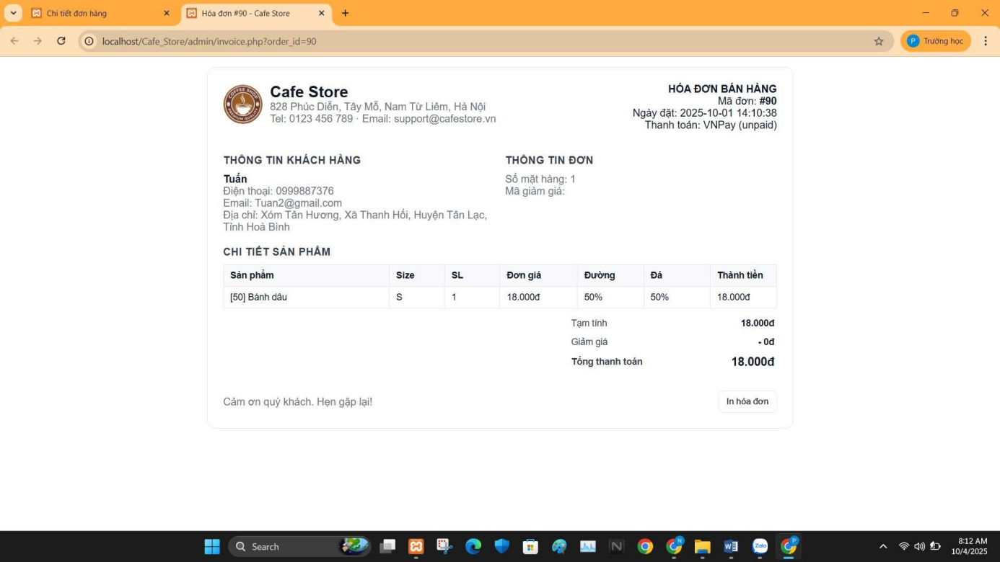 Chi tiết đơn hàng
Hóa đơn #90 - Cafe Store
localhost/Cafe_Store/admin/invoice.php?order_id=90
P Trường học
COFFEE SHOP
PREMIUM QUALITY
Cafe Store
828 Phúc Diễn, Tây Mỗ, Nam Từ Liêm, Hà Nội
Tel: 0123 456 789 · Email: support@cafestore.vn
HÓA ĐƠN BÁN HÀNG
Mã đơn: #90
Ngày đặt: 2025-10-01 14:10:38
Thanh toán: VNPay (unpaid)
THÔNG TIN KHÁCH HÀNG
Tuấn
Điện thoại: 0999887376
Email: Tuan2@gmail.com
Địa chỉ: Xóm Tân Hương, Xã Thanh Hối, Huyện Tân Lạc,
Tỉnh Hoà Bình
THÔNG TIN ĐƠN
Số mặt hàng: 1
Mã giảm giá:
CHI TIẾT SẢN PHẨM
Sản phẩm Size SL Đơn giá Đường Đá Thành tiền
[50] Bánh dâu S 1 18.000đ 50% 50% 18.000đ
Tạm tính 18.000đ
Giảm giá - 0đ
Tổng thanh toán 18.000đ
Cảm ơn quý khách. Hẹn gặp lại!
In hóa đơn
Search
Zalo
N
P
8:12 AM
10/4/2025